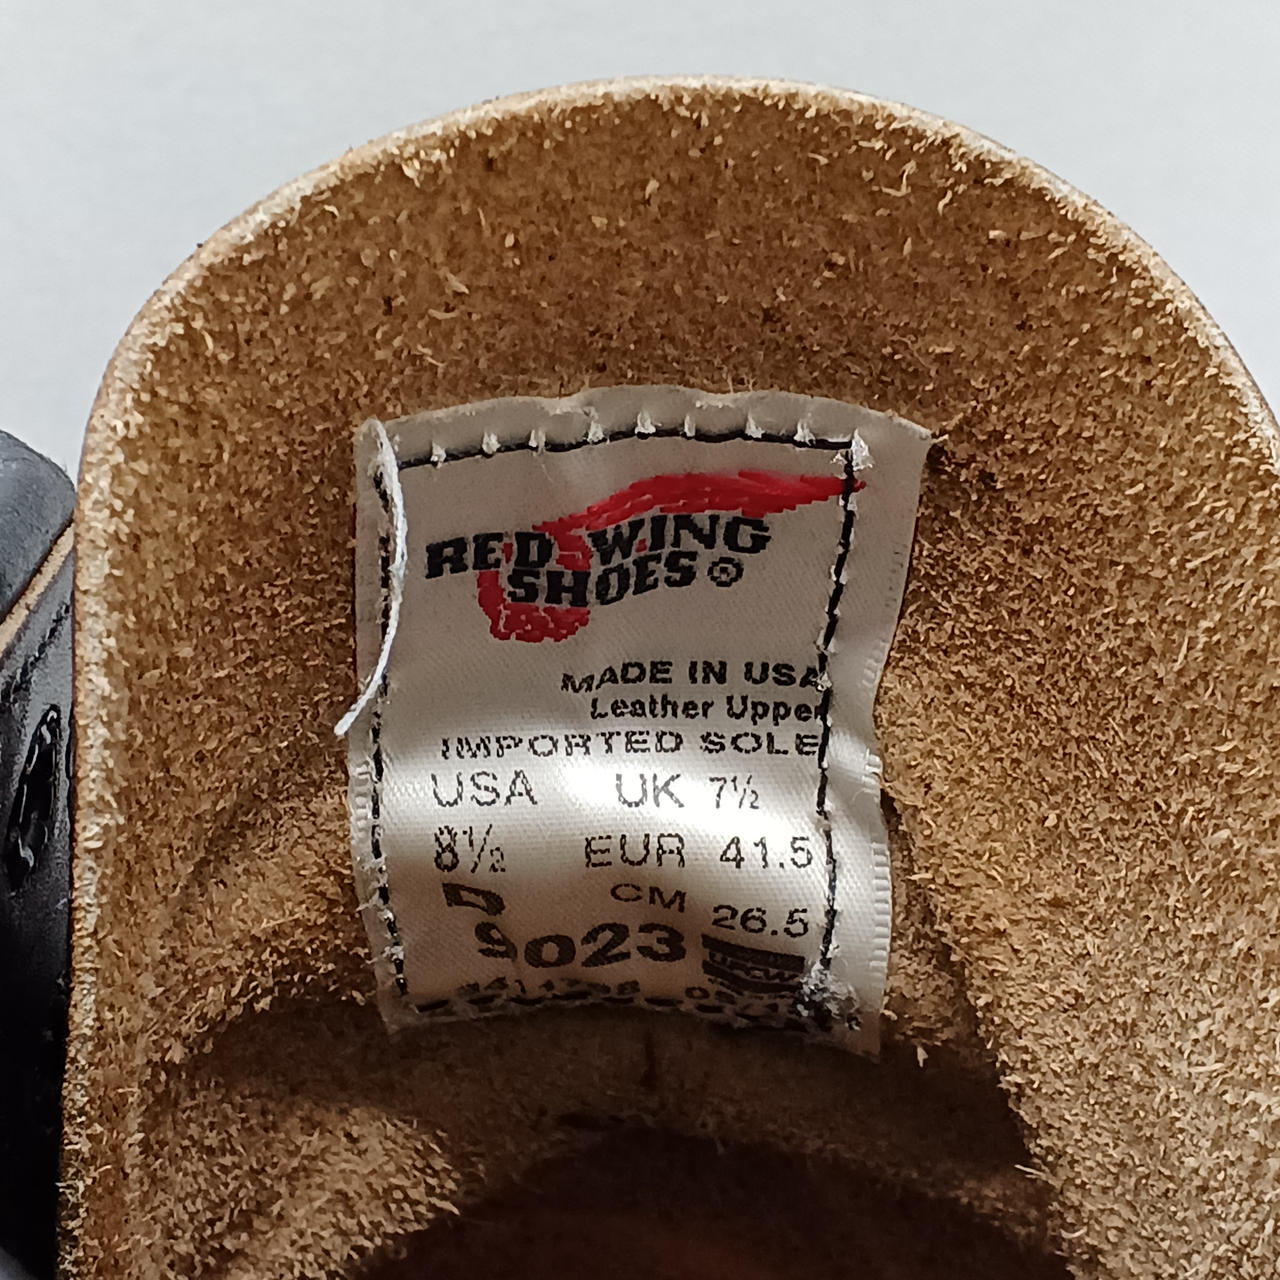 RED WING
SHOES ®
MADE IN USA
Leather Upper
IMPORTED SOLE
USA UK 7½
8½ EUR 41.5
D CM 26.5
9023